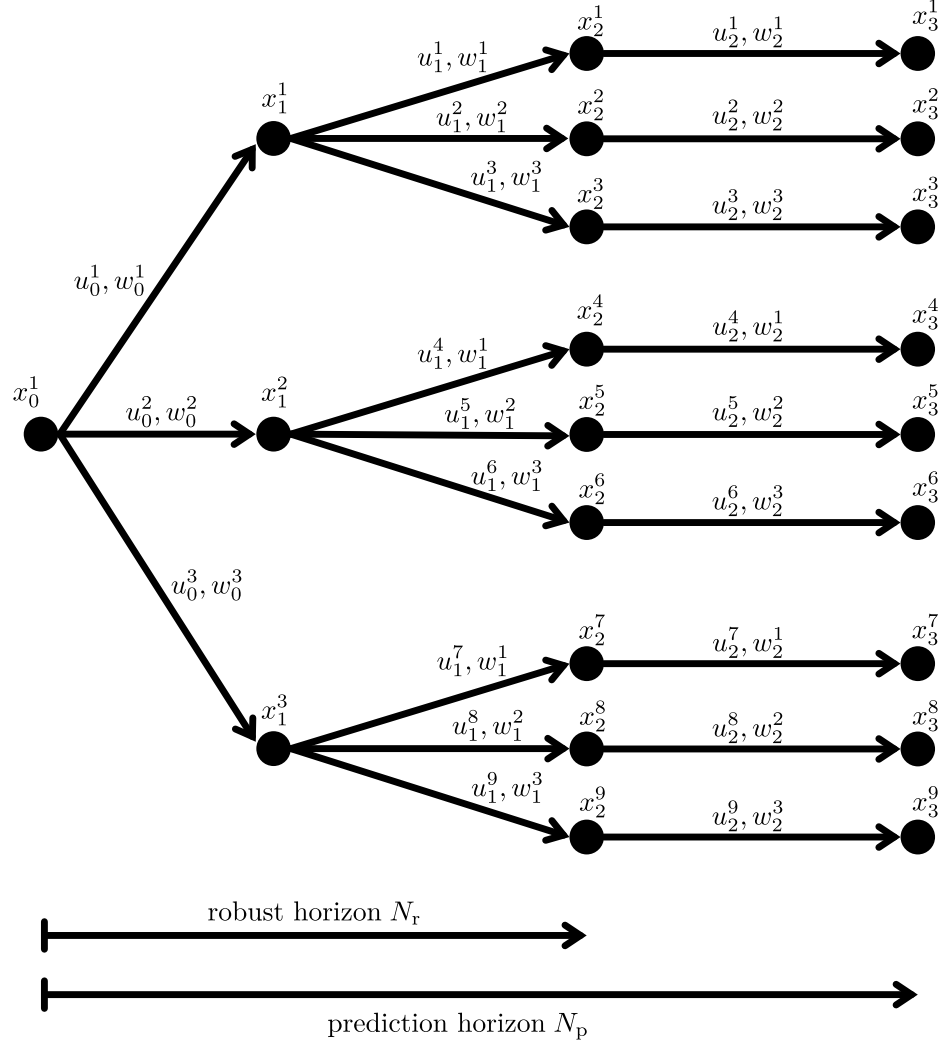 x_1^1
u_1^1, w_1^1
x_2^1
u_2^1, w_2^1
x_3^1
u_1^2, w_1^2
x_2^2
u_2^2, w_2^2
x_3^2
u_1^3, w_1^3
x_2^3
u_2^3, w_2^3
x_3^3
u_0^1, w_0^1
x_0^1
u_0^2, w_0^2
x_1^2
u_1^4, w_1^1
x_2^4
u_2^4, w_2^1
x_3^4
u_1^5, w_1^2
x_2^5
u_2^5, w_2^2
x_3^5
u_1^6, w_1^3
x_2^6
u_2^6, w_2^3
x_3^6
u_0^3, w_0^3
x_1^3
u_1^7, w_1^1
x_2^7
u_2^7, w_2^1
x_3^7
u_1^8, w_1^2
x_2^8
u_2^8, w_2^2
x_3^8
u_1^9, w_1^3
x_2^9
u_2^9, w_2^3
x_3^9
robust horizon N_r
prediction horizon N_p